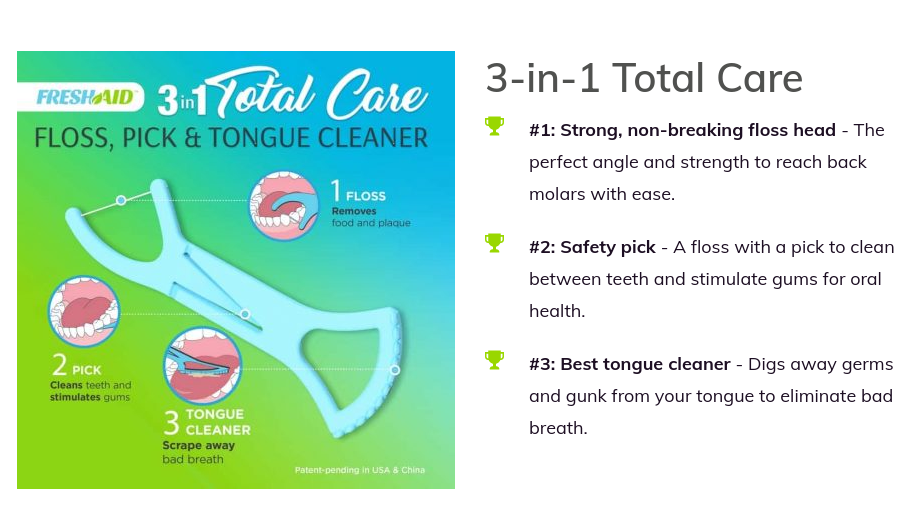 FRESH AID™
3in1 Total Care
FLOSS, PICK & TONGUE CLEANER
1 FLOSS
Removes
food and plaque
2 PICK
Cleans teeth and
stimulates gums
3 TONGUE
CLEANER
Scrape away
bad breath
Patent-pending in USA & China
3-in-1 Total Care
#1: Strong, non-breaking floss head - The
perfect angle and strength to reach back
molars with ease.
#2: Safety pick - A floss with a pick to clean
between teeth and stimulate gums for oral
health.
#3: Best tongue cleaner - Digs away germs
and gunk from your tongue to eliminate bad
breath.